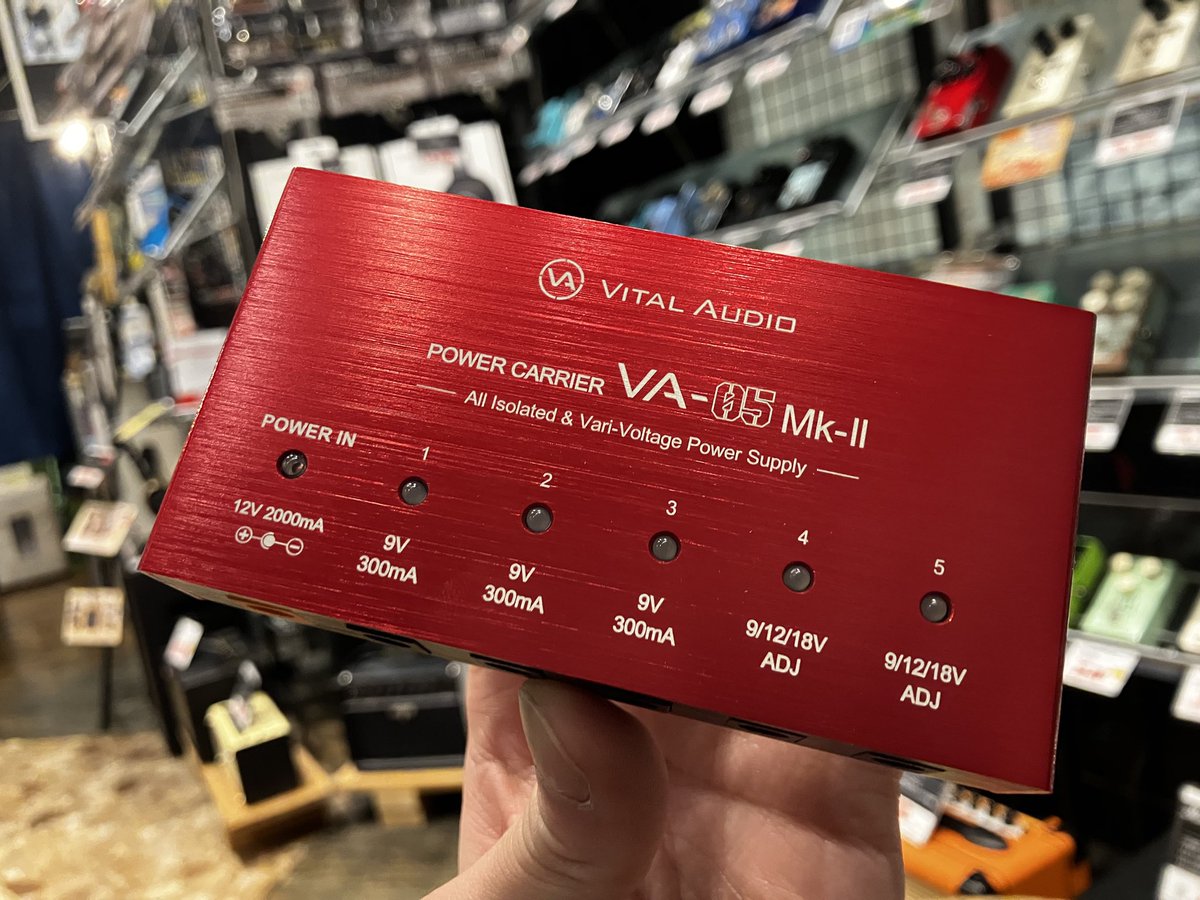 VA VITAL AUDIO
POWER CARRIER VA-05 Mk-II
All Isolated & Vari-Voltage Power Supply
POWER IN
12V 2000mA
1
9V
300mA
2
9V
300mA
3
9V
300mA
4
9/12/18V
ADJ
5
9/12/18V
ADJ